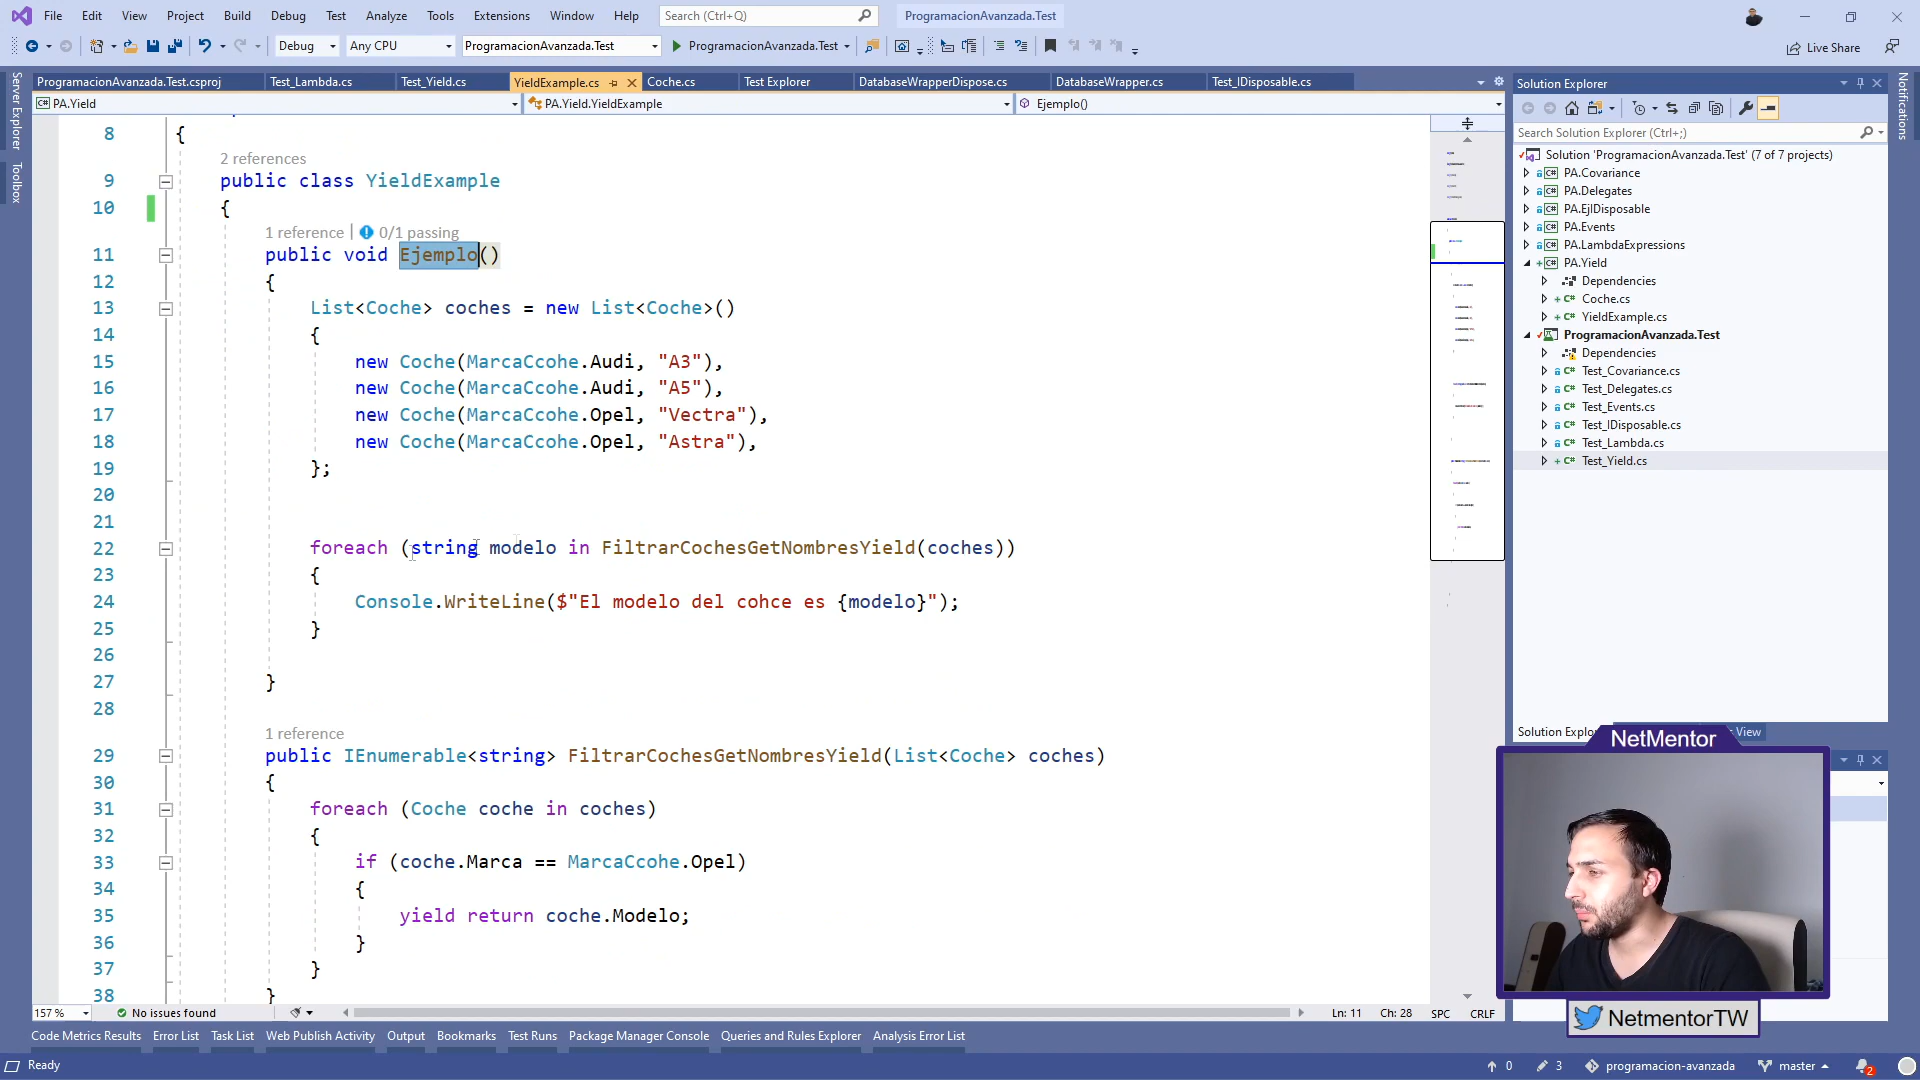 File Edit View Project Build Debug Test Analyze Tools Extensions Window Help Search (Ctrl+Q) ProgramacionAvanzada.Test
Debug Any CPU ProgramacionAvanzada.Test ProgramacionAvanzada.Test Live Share
ProgramacionAvanzada.Test.csproj Test_Lambda.cs Test_Yield.cs YieldExample.cs Coche.cs Test Explorer DatabaseWrapperDispose.cs DatabaseWrapper.cs Test_IDisposable.cs
PA.Yield PA.Yield.YieldExample Ejemplo()
Server Explorer
Toolbox
8 {
2 references
9 public class YieldExample
10 {
1 reference | 0/1 passing
11 public void Ejemplo()
12 {
13 List<Coche> coches = new List<Coche>()
14 {
15 new Coche(MarcaCcohe.Audi, "A3"),
16 new Coche(MarcaCcohe.Audi, "A5"),
17 new Coche(MarcaCcohe.Opel, "Vectra"),
18 new Coche(MarcaCcohe.Opel, "Astra"),
19 };
20
21
22 foreach (string modelo in FiltrarCochesGetNombresYield(coches))
23 {
24 Console.WriteLine($"El modelo del cohce es {modelo}");
25 }
26
27 }
28
1 reference
29 public IEnumerable<string> FiltrarCochesGetNombresYield(List<Coche> coches)
30 {
31 foreach (Coche coche in coches)
32 {
33 if (coche.Marca == MarcaCcohe.Opel)
34 {
35 yield return coche.Modelo;
36 }
37 }
38 }
157 % No issues found Ln: 11 Ch: 28 SPC CRLF
Code Metrics Results Error List Task List Web Publish Activity Output Bookmarks Test Runs Package Manager Console Queries and Rules Explorer Analysis Error List
Ready 0 3 programacion-avanzada master 2
Solution Explorer
Search Solution Explorer (Ctrl+;)
Solution 'ProgramacionAvanzada.Test' (7 of 7 projects)
PA.Covariance
PA.Delegates
PA.EjIDisposable
PA.Events
PA.LambdaExpressions
PA.Yield
Dependencies
Coche.cs
YieldExample.cs
ProgramacionAvanzada.Test
Dependencies
Test_Covariance.cs
Test_Delegates.cs
Test_Events.cs
Test_IDisposable.cs
Test_Lambda.cs
Test_Yield.cs
Notifications
Solution Explo View
NetMentor
NetmentorTW